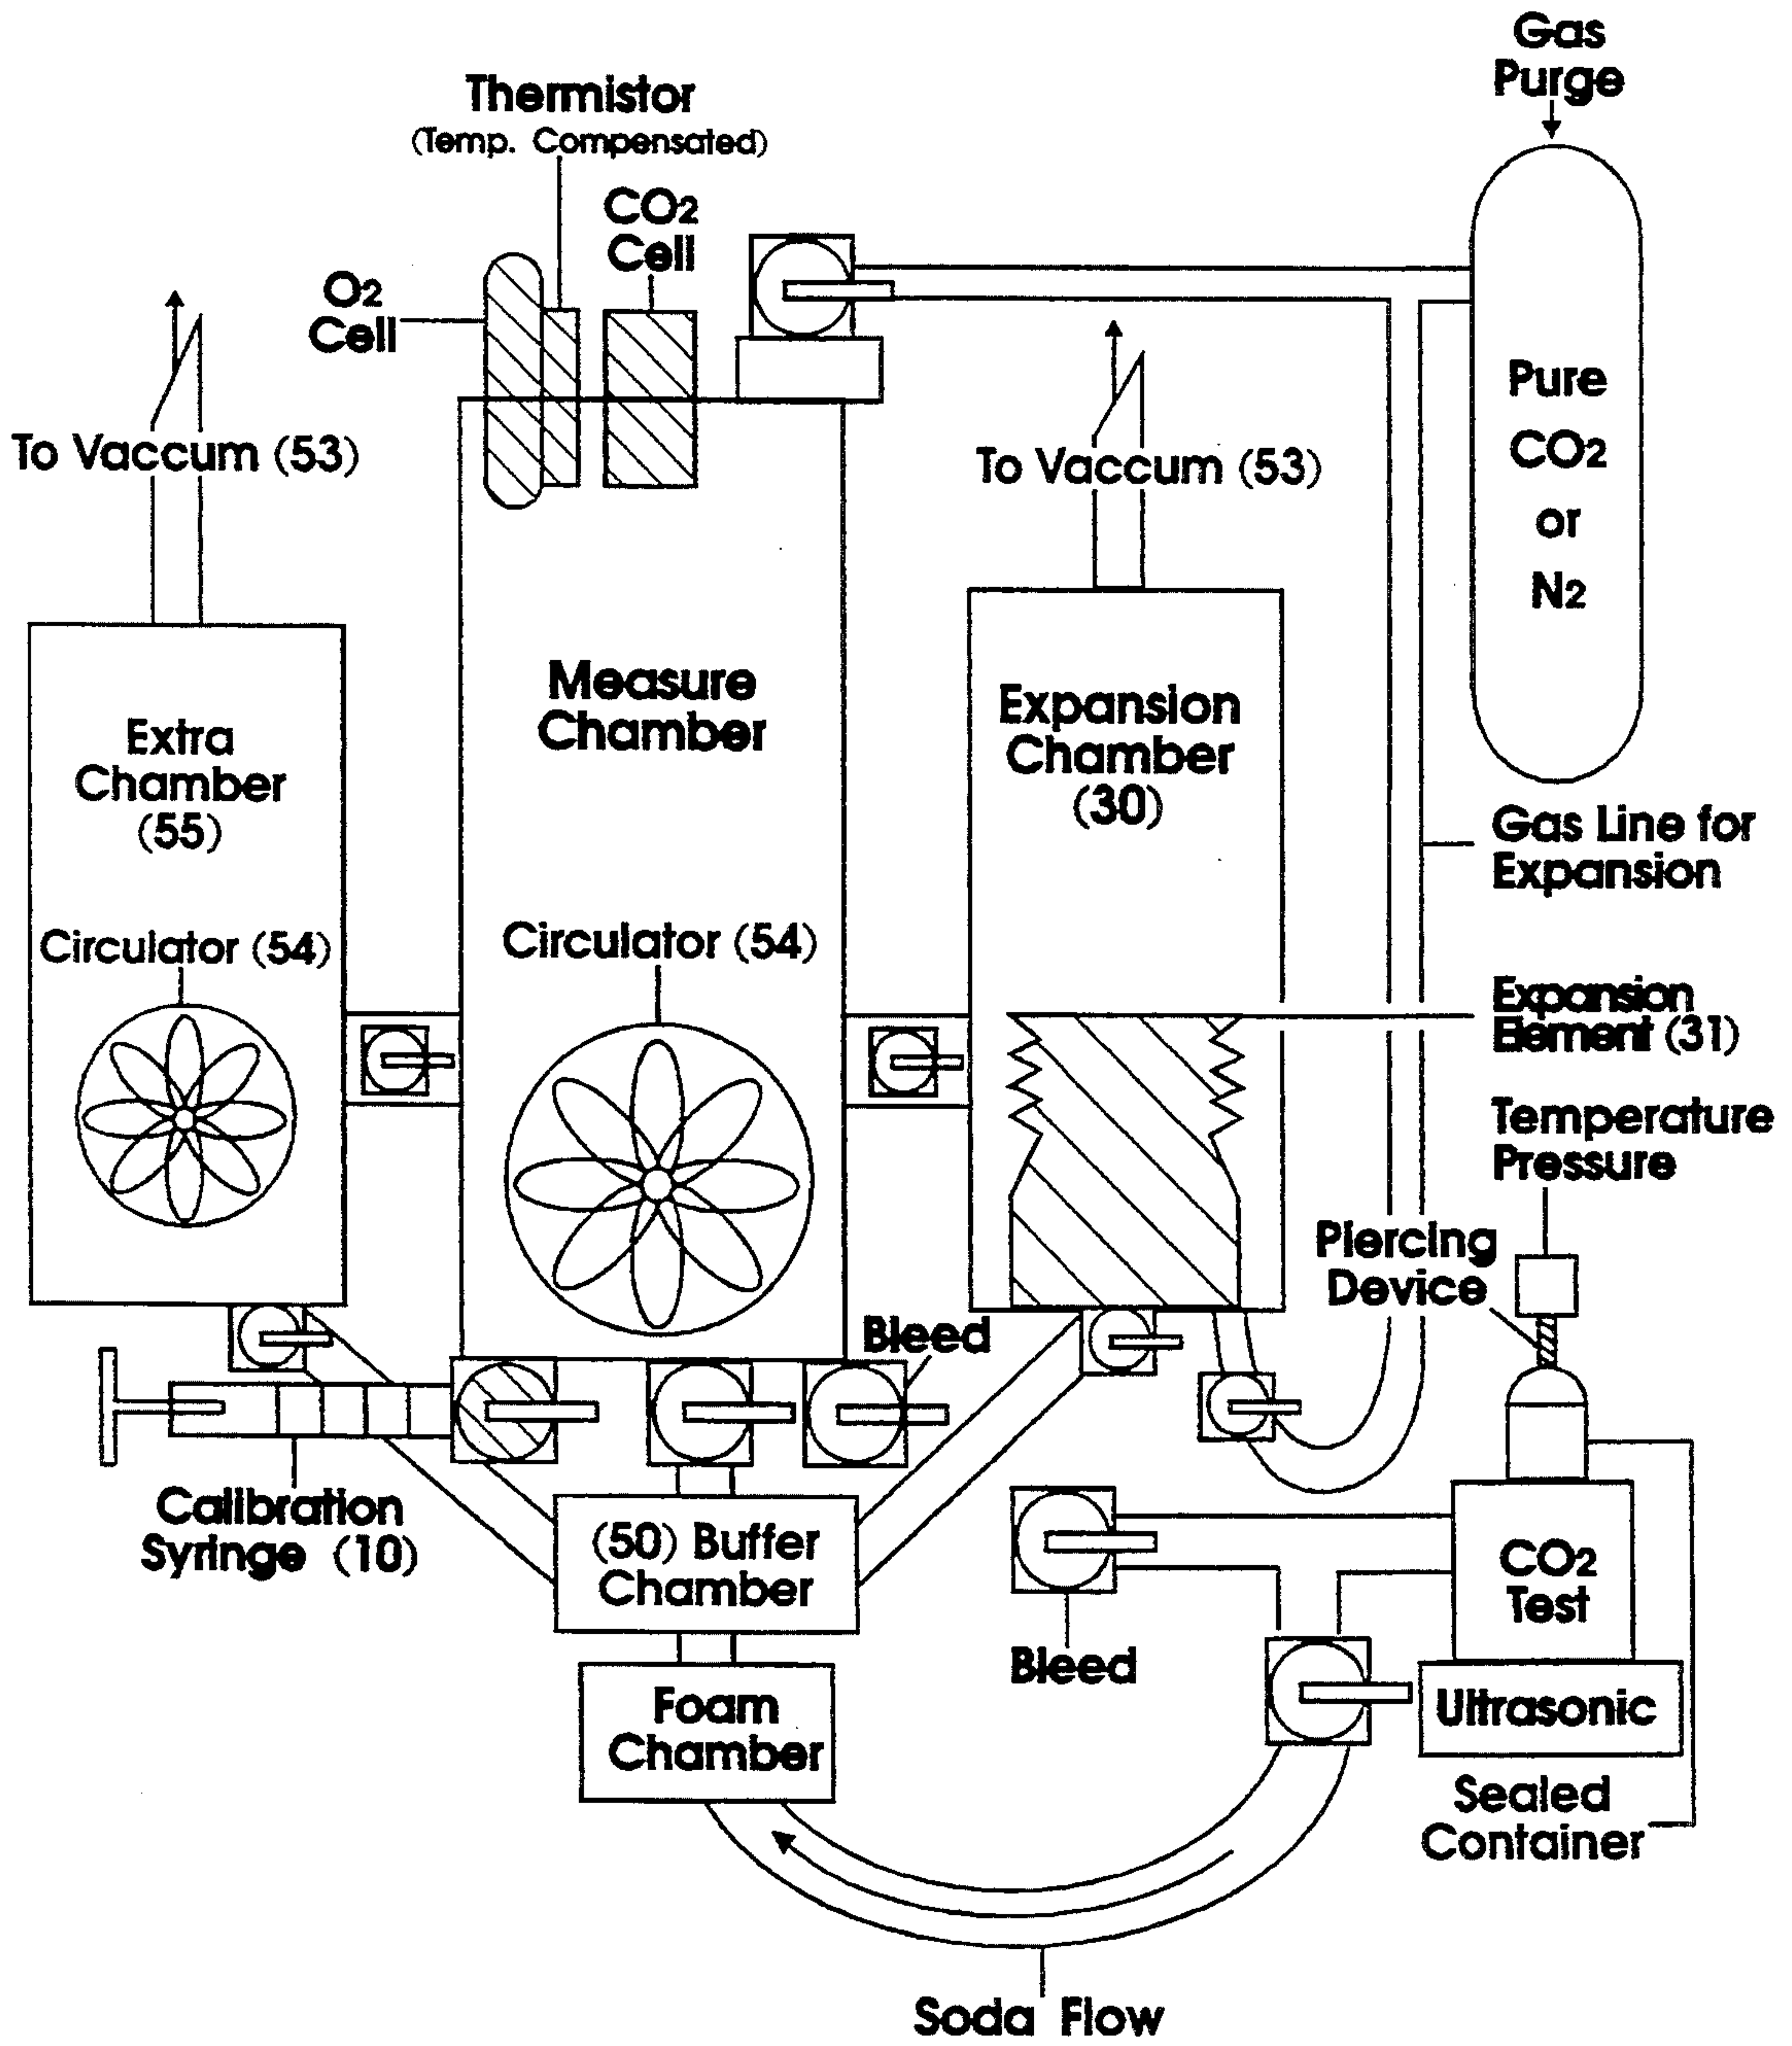 Gas
Purge
Thermistor
(Temp. Compensated)
CO2
Cell
O2
Cell
Pure
CO2
or
N2
To Vaccum (53)
To Vaccum (53)
Measure
Chamber
Expansion
Chamber
(30)
Extra
Chamber
(55)
Gas Line for
Expansion
Circulator (54)
Circulator (54)
Expansion
Element (31)
Temperature
Pressure
Piercing
Device
Bleed
Calibration
Syringe (10)
(50) Buffer
Chamber
CO2
Test
Bleed
Foam
Chamber
Ultrasonic
Sealed
Container
Soda Flow